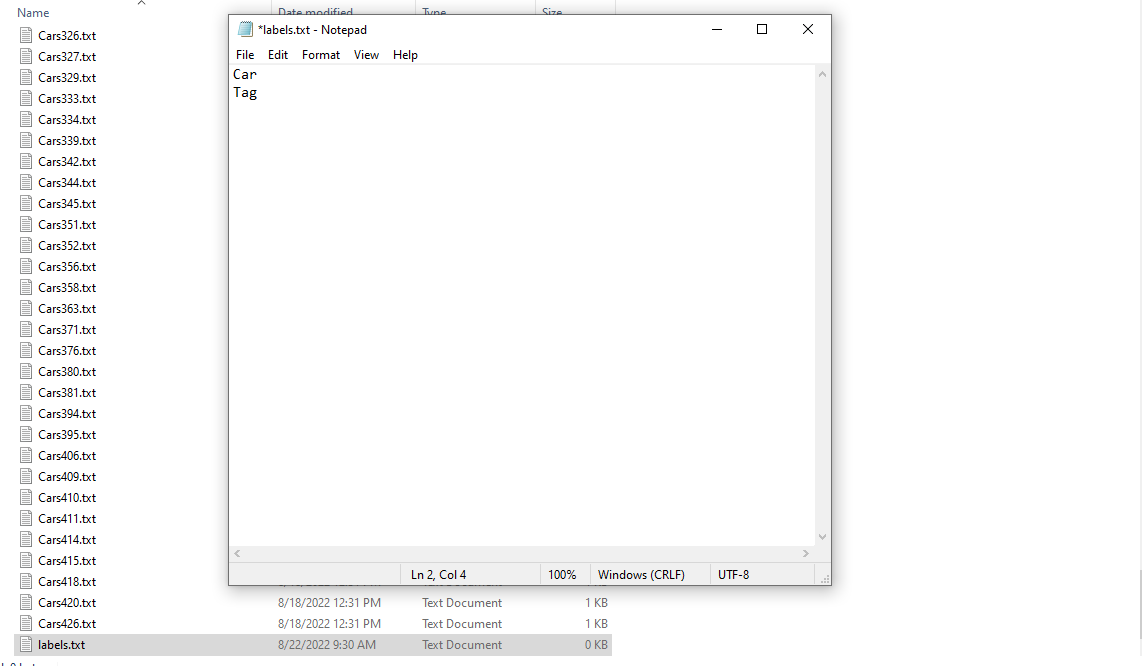 Name Date modified Type Size
Cars326.txt
Cars327.txt
Cars329.txt
Cars333.txt
Cars334.txt
Cars339.txt
Cars342.txt
Cars344.txt
Cars345.txt
Cars351.txt
Cars352.txt
Cars356.txt
Cars358.txt
Cars363.txt
Cars371.txt
Cars376.txt
Cars380.txt
Cars381.txt
Cars394.txt
Cars395.txt
Cars406.txt
Cars409.txt
Cars410.txt
Cars411.txt
Cars414.txt
Cars415.txt
Cars418.txt
Cars420.txt 8/18/2022 12:31 PM Text Document 1 KB
Cars426.txt 8/18/2022 12:31 PM Text Document 1 KB
labels.txt 8/22/2022 9:30 AM Text Document 0 KB
*labels.txt - Notepad
File Edit Format View Help
Car
Tag
Ln 2, Col 4 100% Windows (CRLF) UTF-8